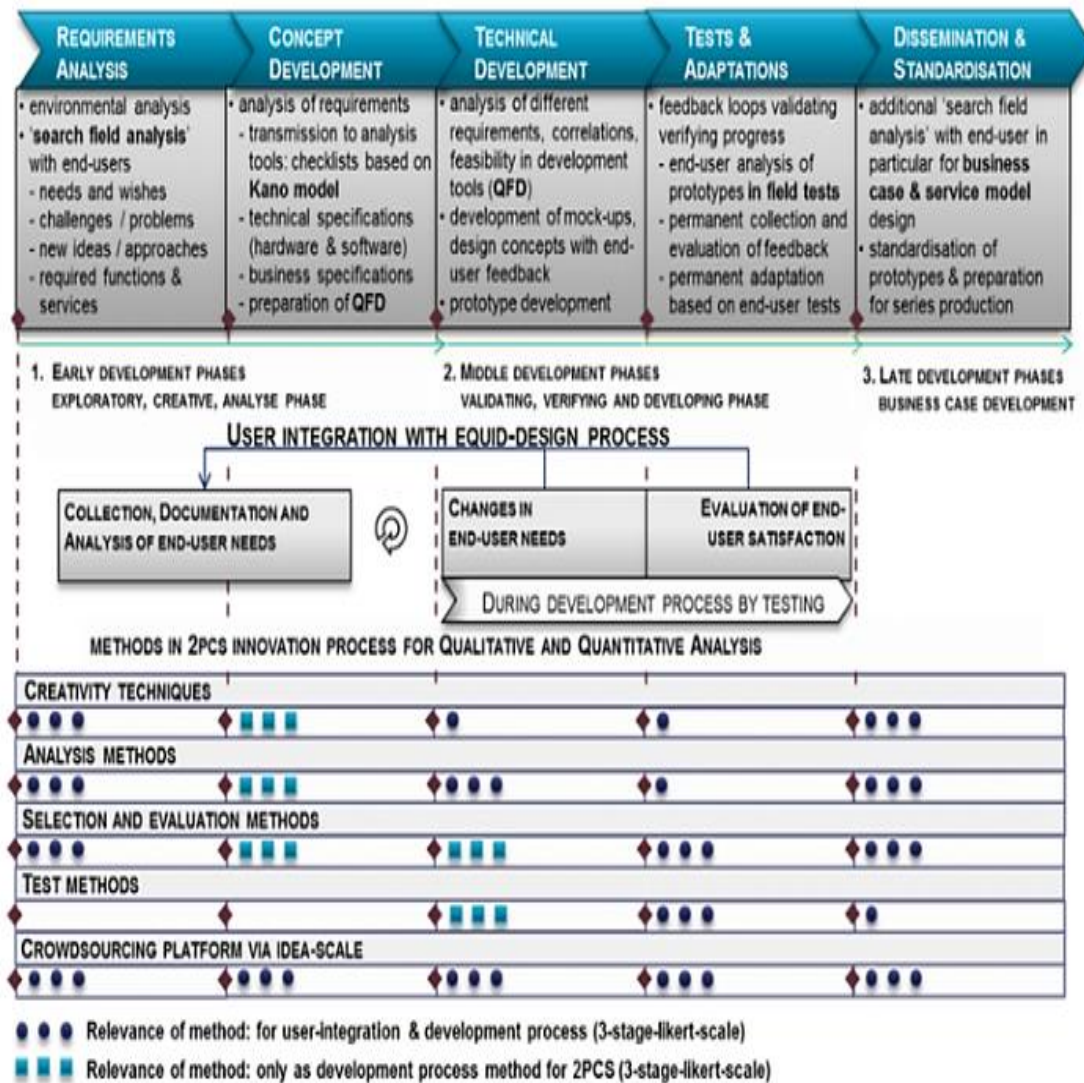 REQUIREMENTS
ANALYSIS
CONCEPT
DEVELOPMENT
TECHNICAL
DEVELOPMENT
TESTS &
ADAPTATIONS
DISSEMINATION &
STANDARDISATION
• environmental analysis
• 'search field analysis'
with end-users
- needs and wishes
- challenges / problems
- new ideas / approaches
- required functions &
services
• analysis of requirements
- transmission to analysis
tools: checklists based on
Kano model
- technical specifications
(hardware & software)
- business specifications
- preparation of QFD
• analysis of different
requirements, correlations,
feasibility in development
tools (QFD)
• development of mock-ups,
design concepts with end-
user feedback
• prototype development
• feedback loops validating
verifying progress
- end-user analysis of
prototypes in field tests
- permanent collection and
evaluation of feedback
- permanent adaptation
based on end-user tests
• additional 'search field
analysis' with end-user in
particular for business
case & service model
design
• standardisation of
prototypes & preparation
for series production
1. EARLY DEVELOPMENT PHASES
EXPLORATORY, CREATIVE, ANALYSE PHASE
2. MIDDLE DEVELOPMENT PHASES
VALIDATING, VERIFYING AND DEVELOPING PHASE
3. LATE DEVELOPMENT PHASES
BUSINESS CASE DEVELOPMENT
USER INTEGRATION WITH EQUID-DESIGN PROCESS
COLLECTION, DOCUMENTATION AND
ANALYSIS OF END-USER NEEDS
CHANGES IN
END-USER NEEDS
EVALUATION OF END-
USER SATISFACTION
DURING DEVELOPMENT PROCESS BY TESTING
METHODS IN 2PCS INNOVATION PROCESS FOR QUALITATIVE AND QUANTITATIVE ANALYSIS
CREATIVITY TECHNIQUES
ANALYSIS METHODS
SELECTION AND EVALUATION METHODS
TEST METHODS
CROWDSOURCING PLATFORM VIA IDEA-SCALE
Relevance of method: for user-integration & development process (3-stage-likert-scale)
Relevance of method: only as development process method for 2PCS (3-stage-likert-scale)